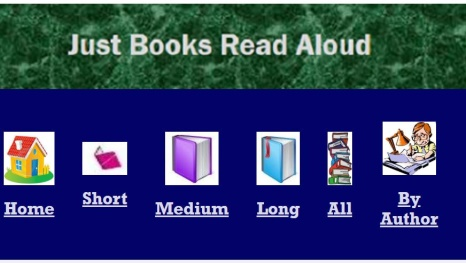 Just Books Read Aloud
Home
Short
Medium
Long
All
By
Author